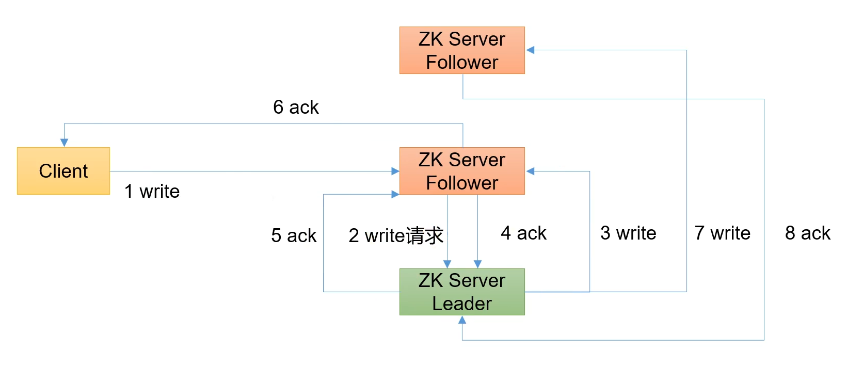 ZK Server
Follower
6 ack
Client
ZK Server
Follower
1 write
5 ack
2 write请求
4 ack
3 write
7 write
8 ack
ZK Server
Leader